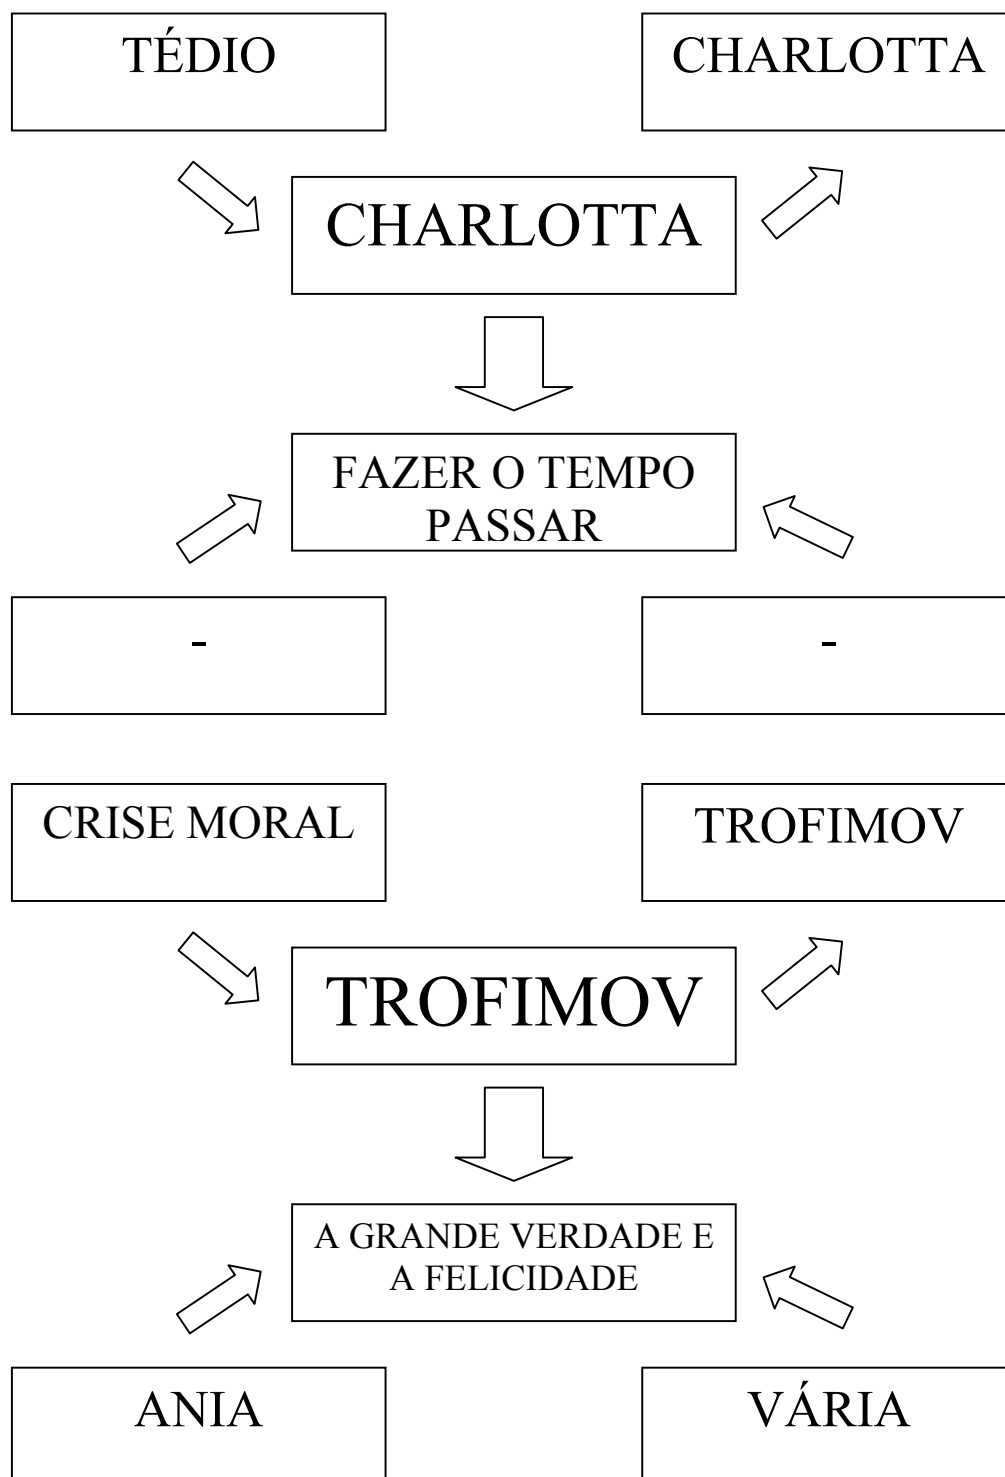 TÉDIO
CHARLOTTA
CHARLOTTA
FAZER O TEMPO
PASSAR
-
-
CRISE MORAL
TROFIMOV
TROFIMOV
A GRANDE VERDADE E
A FELICIDADE
ANIA
VÁRIA